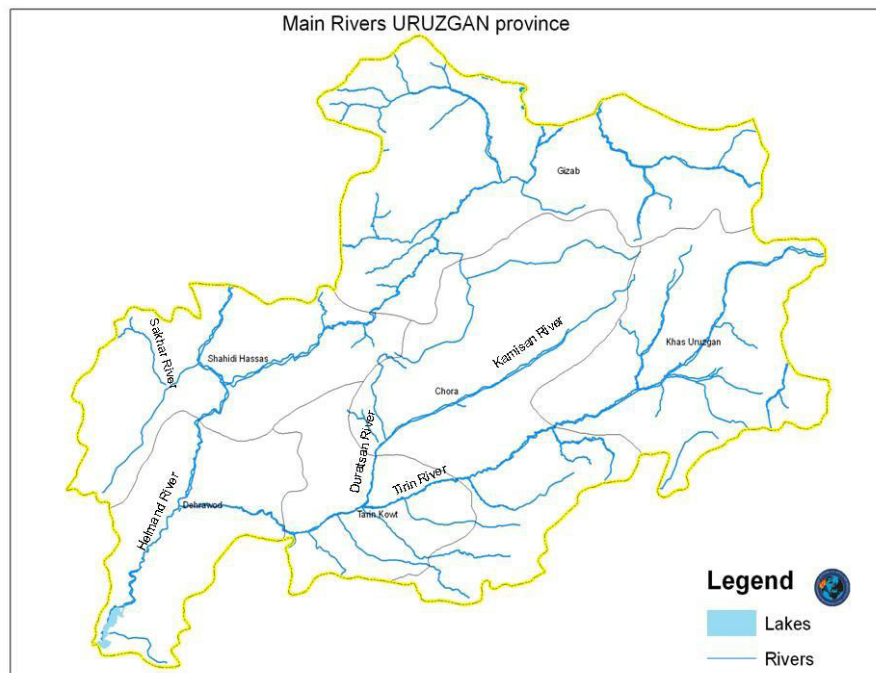 Main Rivers URUZGAN province
Gizab
Sakhar River
Shahidi Hassas
Kamisan River
Khas Uruzgan
Chora
Duratsan River
Tirin River
Helmand River
Dehrawod
Tarin Kowt
Legend
Lakes
Rivers